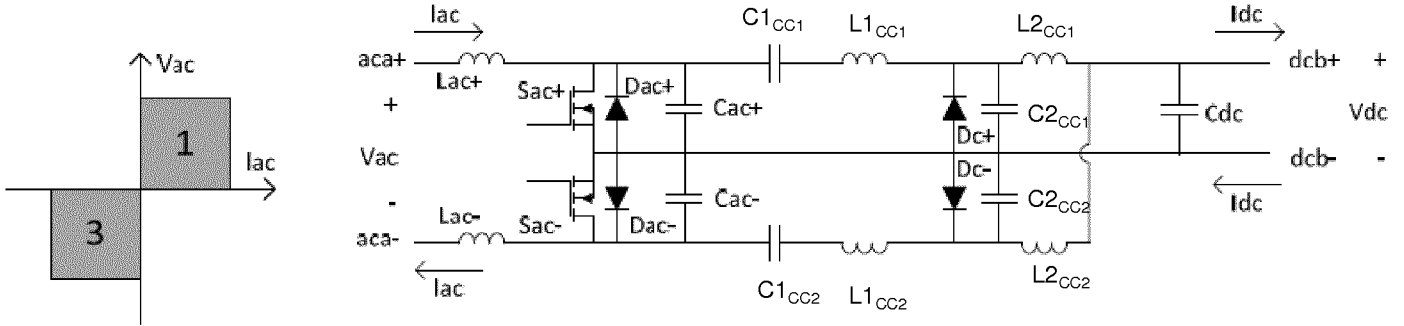 Vac
1
Iac
3
Iac
aca+
Lac+
+
Vac
-
Lac-
aca-
Iac
Sac+
Dac+
Cac+
Sac-
Dac-
Cac-
C1CC1
L1CC1
L2CC1
Dc+
C2CC1
Dc-
C2CC2
C1CC2
L1CC2
L2CC2
Idc
dcb+ +
Cdc
Vdc
dcb- -
Idc